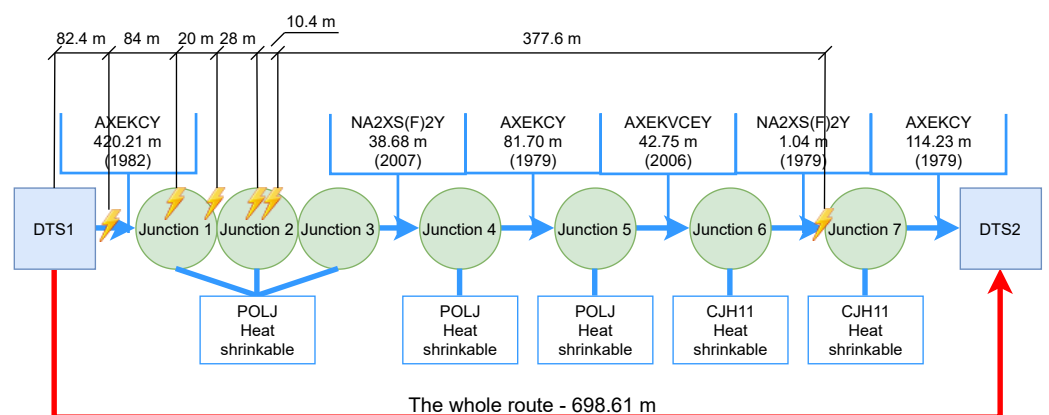 10.4 m
82.4 m
84 m
20 m
28 m
377.6 m
AXEKCY
420.21 m
(1982)
NA2XS(F)2Y
38.68 m
(2007)
AXEKCY
81.70 m
(1979)
AXEKVCEY
42.75 m
(2006)
NA2XS(F)2Y
1.04 m
(1979)
AXEKCY
114.23 m
(1979)
DTS1
Junction 1
Junction 2
Junction 3
Junction 4
Junction 5
Junction 6
Junction 7
DTS2
POLJ
Heat
shrinkable
POLJ
Heat
shrinkable
POLJ
Heat
shrinkable
CJH11
Heat
shrinkable
CJH11
Heat
shrinkable
The whole route - 698.61 m